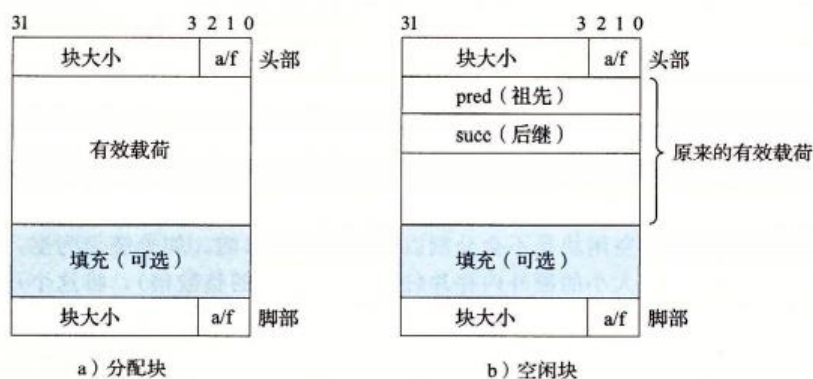 31 3 2 1 0
块大小 a/f 头部
有效载荷
填充（可选）
块大小 a/f 脚部
a）分配块
31 3 2 1 0
块大小 a/f 头部
pred（祖先）
succ（后继）
原来的有效载荷
填充（可选）
块大小 a/f 脚部
b）空闲块